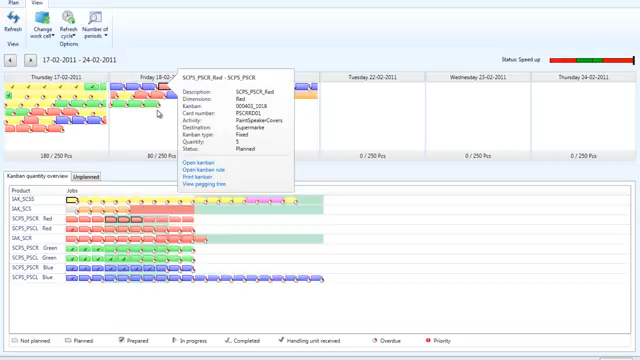 Plan View
Refresh
Change work cell
Refresh cycle
Number of periods
View Options
17-02-2011 - 24-02-2011
Status: Speed up
Thursday 17-02-2011
Friday 18-02
Tuesday 22-02-2011
Wednesday 23-02-2011
Thursday 24-02-2011
SCPS_PSCR_Red - SCPS_PSCR
Description: SCPS_PSCR_Red
Dimensions: Red
Kanban: 000403_1018
Card number: PSCRRD01
Activity: PaintSpeakerCovers
Destination: Supermarke
Kanban type: Fixed
Quantity: 5
Status: Planned
Open kanban
Open kanban rule
Print kanban
View pegging tree
180 / 250 Pcs
80 / 250 Pcs
0 / 250 Pcs
0 / 250 Pcs
0 / 250 Pcs
Kanban quantity overview Unplanned
Product Jobs
IAK_SCSS
IAK_SCS
SCPS_PSCR Red
SCPS_PSCL Red
IAK_SCR
SCPS_PSCR Green
SCPS_PSCL Green
SCPS_PSCR Blue
SCPS_PSCL Blue
Not planned Planned Prepared In progress Completed Handling unit received Overdue Priority